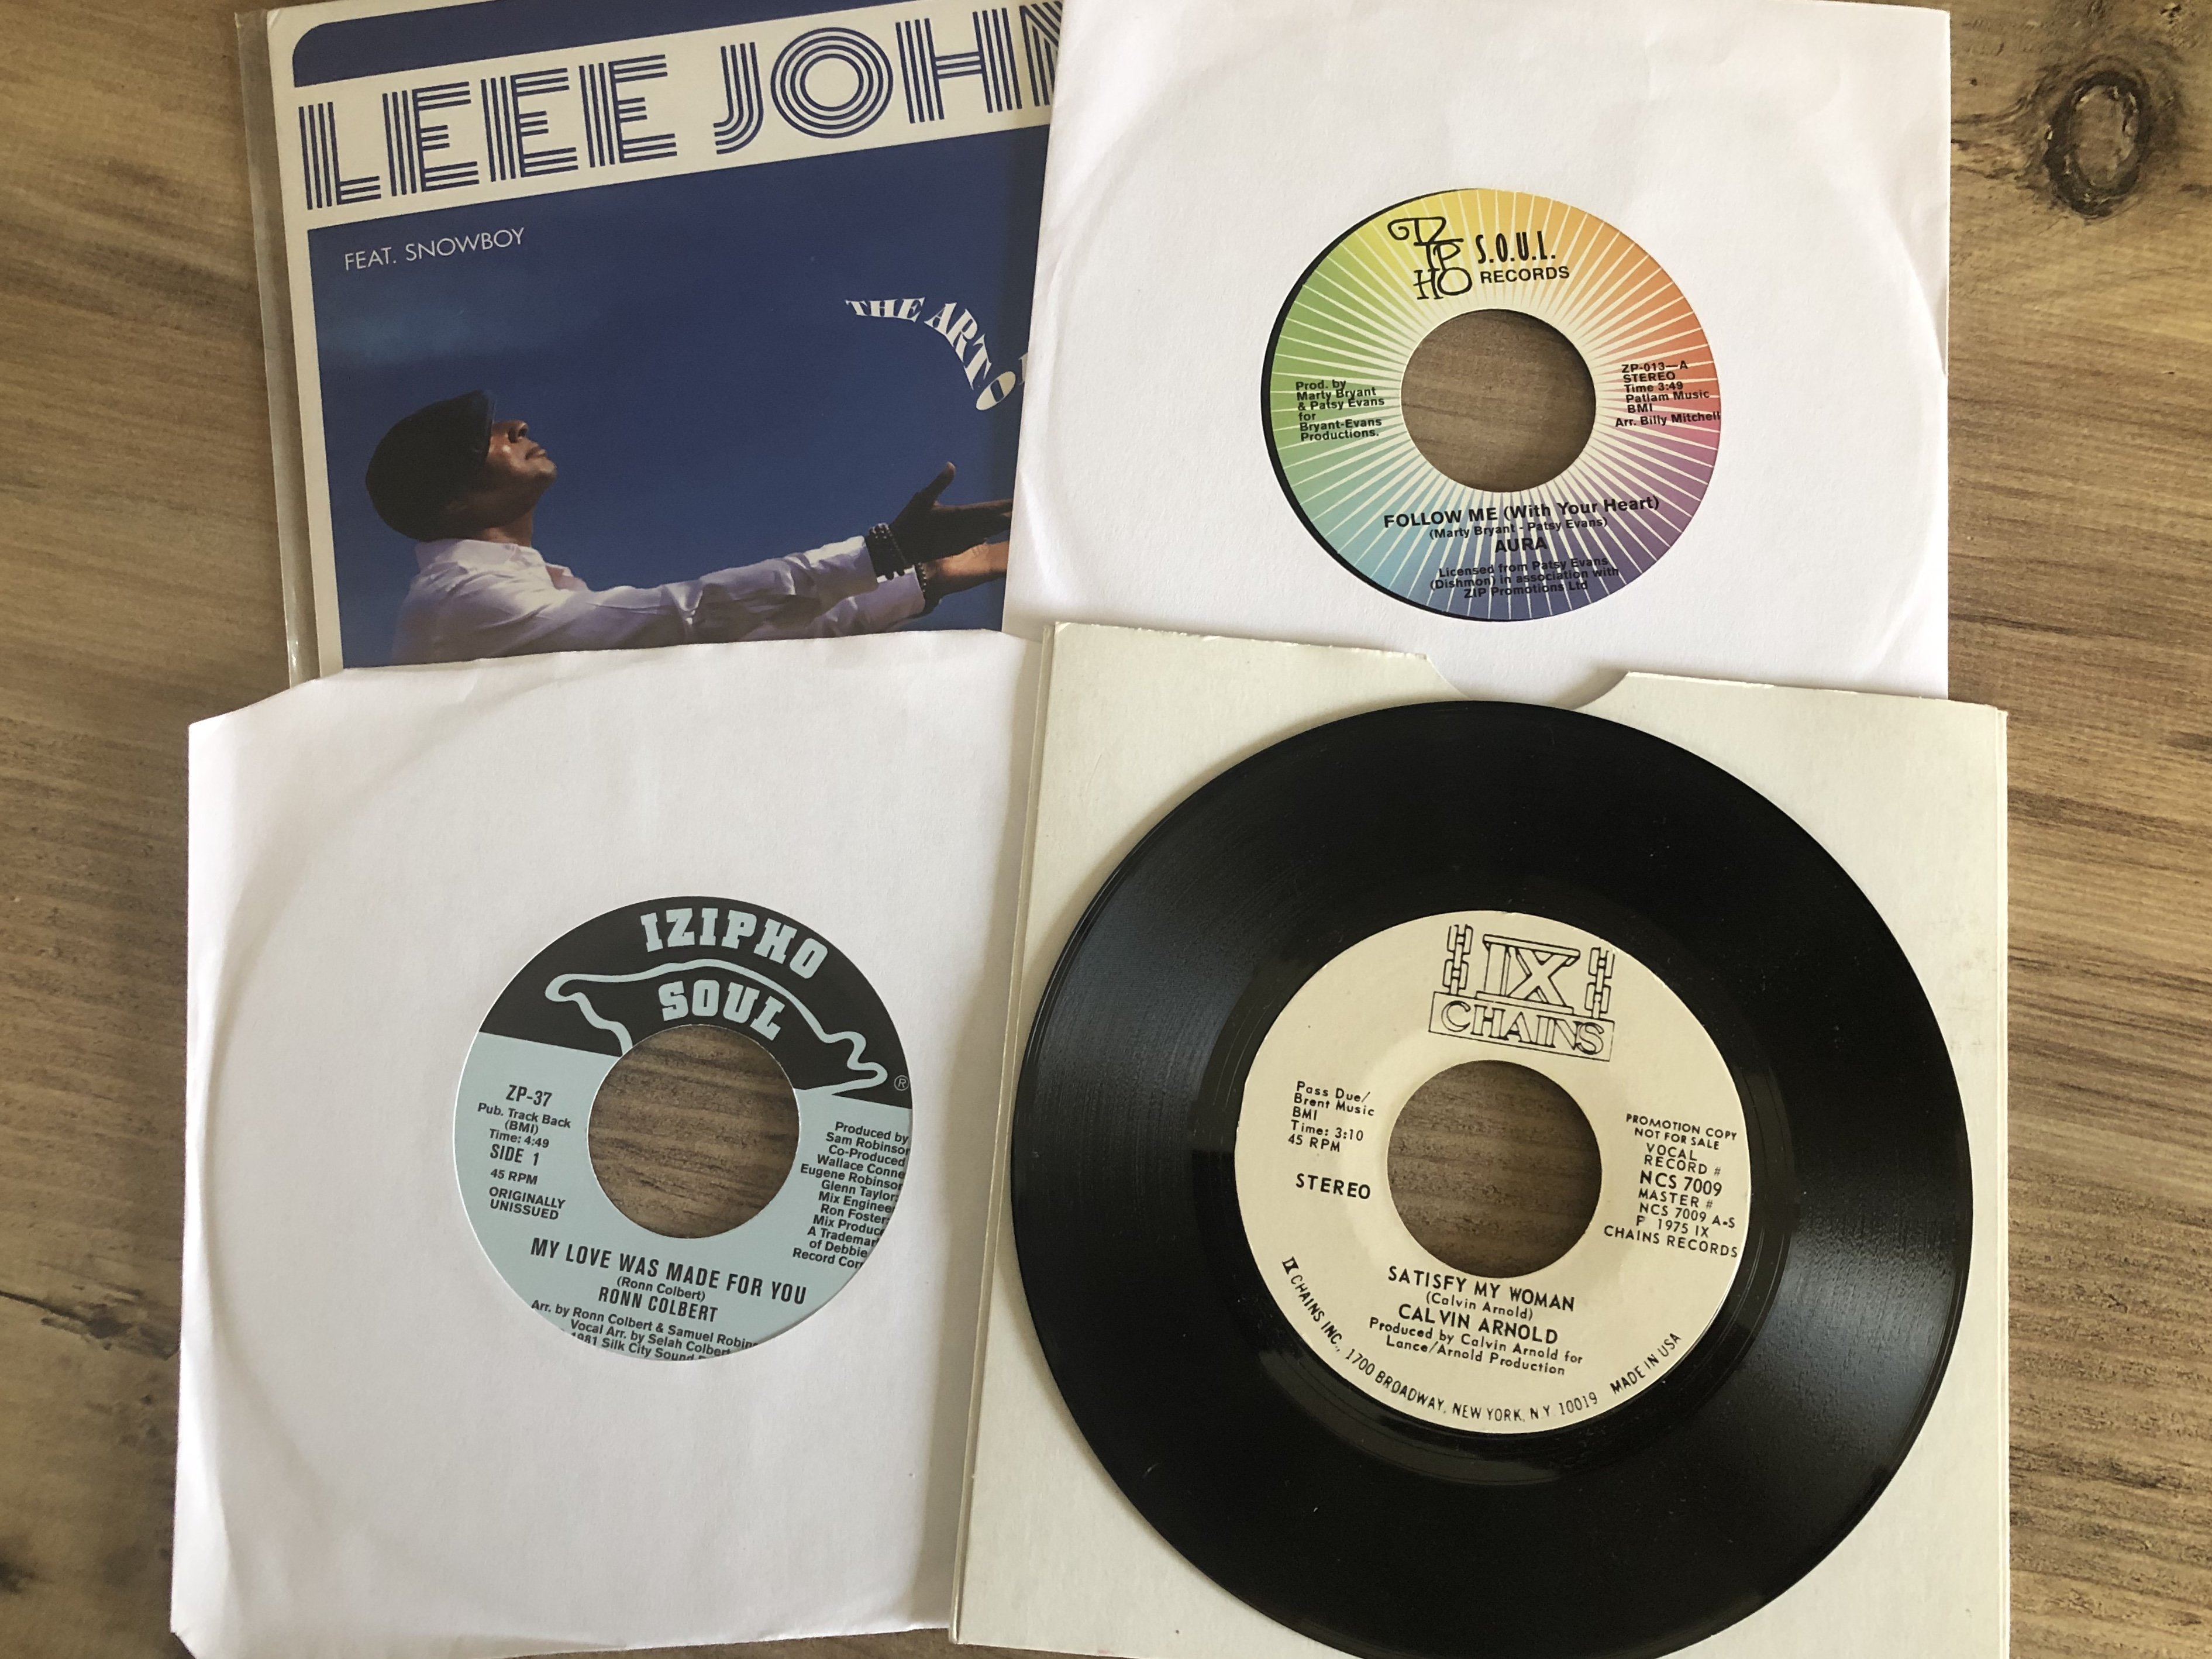 LEEE JOHN
FEAT. SNOWBOY
THE ART O
S.O.U.L.
RECORDS
Prod. by
Marty Bryant
& Patsy Evans
for
Bryant-Evans
Productions.
ZP-013—A
STEREO
Time 3:49
Patlam Music
BMI
Arr. Billy Mitchell
FOLLOW ME (With Your Heart)
(Marty Bryant - Patsy Evans)
AURA
Licensed from Patsy Evans
(Dishmon) in association with
ZIP Promotions Ltd
IZIPHO
SOUL
®
ZP-37
Pub. Track Back
(BMI)
Time: 4:49
SIDE 1
45 RPM
ORIGINALLY
UNISSUED
Produced by
Sam Robinson
Co-Produced
Wallace Conne
Eugene Robinson
Glenn Taylor
Mix Enginee
Ron Foster
Mix Produc
A Trademar
of Debbie
Record Cor
MY LOVE WAS MADE FOR YOU
(Ronn Colbert)
RONN COLBERT
Arr. by Ronn Colbert & Samuel Robin
Vocal Arr. by Selah Colbert
1981 Silk City Sound
IX
CHAINS
Pass Due/
Brent Music
BMI
Time: 3:10
45 RPM
STEREO
PROMOTION COPY
NOT FOR SALE
VOCAL
RECORD #
NCS 7009
MASTER #
NCS 7009 A-S
P 1975 IX
CHAINS RECORDS
SATISFY MY WOMAN
(Calvin Arnold)
CALVIN ARNOLD
Produced by Calvin Arnold for
Lance/Arnold Production
IX CHAINS INC., 1700 BROADWAY, NEW YORK, N.Y. 10019 MADE IN USA